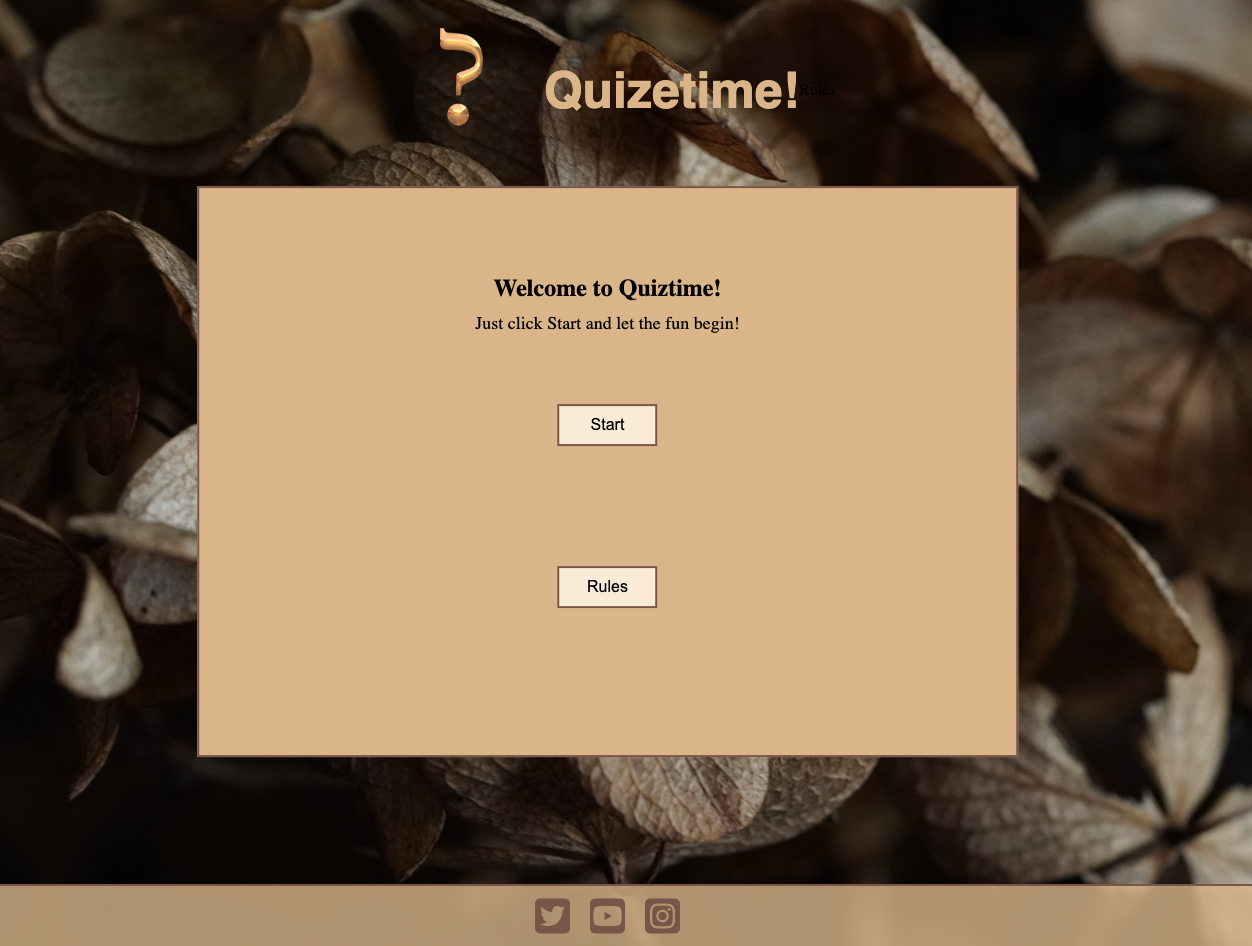 ? Quizetime! Rules
Welcome to Quiztime!
Just click Start and let the fun begin!
Start
Rules